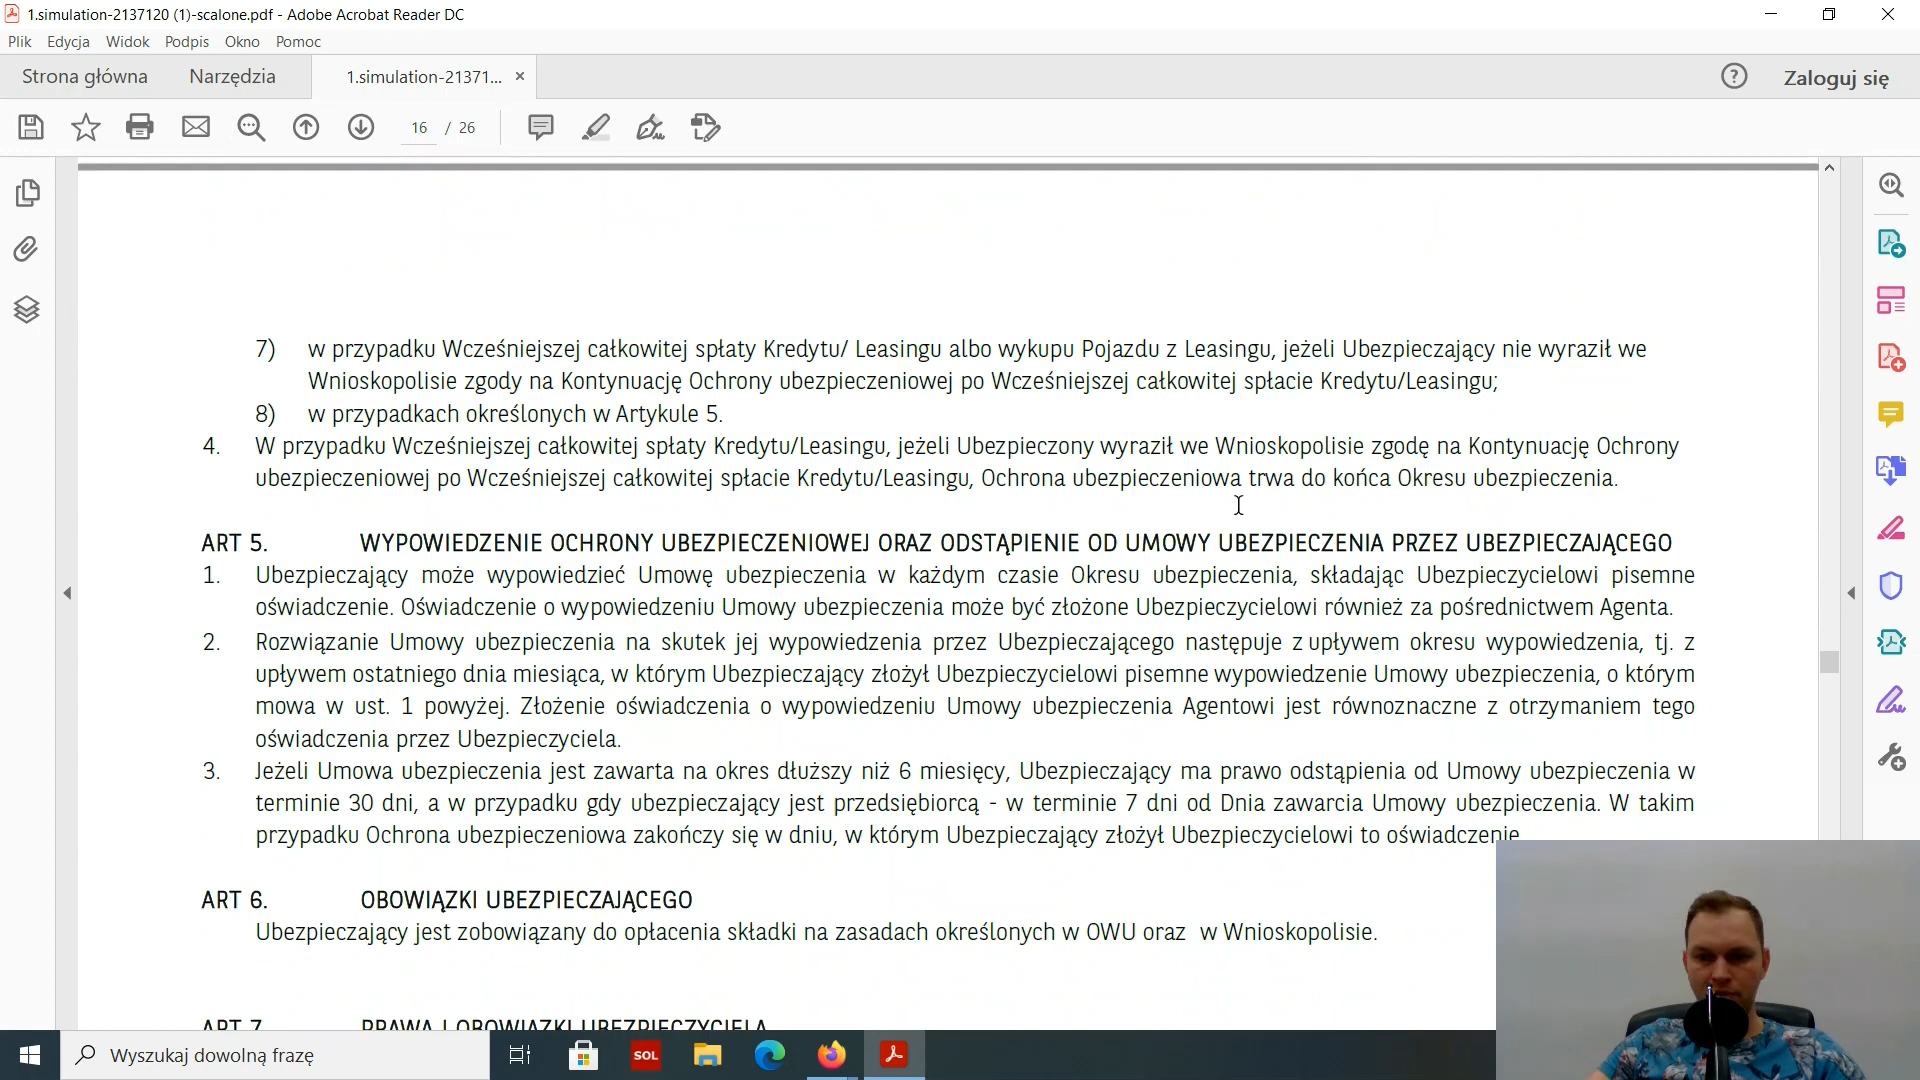 1.simulation-2137120 (1)-scalone.pdf - Adobe Acrobat Reader DC
Plik Edycja Widok Podpis Okno Pomoc
Strona główna Narzędzia 1.simulation-21371... Zaloguj się
16 / 26
7) w przypadku Wcześniejszej całkowitej spłaty Kredytu/ Leasingu albo wykupu Pojazdu z Leasingu, jeżeli Ubezpieczający nie wyraził we
Wnioskopolisie zgody na Kontynuację Ochrony ubezpieczeniowej po Wcześniejszej całkowitej spłacie Kredytu/Leasingu;
8) w przypadkach określonych w Artykule 5.
4. W przypadku Wcześniejszej całkowitej spłaty Kredytu/Leasingu, jeżeli Ubezpieczony wyraził we Wnioskopolisie zgodę na Kontynuację Ochrony
ubezpieczeniowej po Wcześniejszej całkowitej spłacie Kredytu/Leasingu, Ochrona ubezpieczeniowa trwa do końca Okresu ubezpieczenia.
ART 5. WYPOWIEDZENIE OCHRONY UBEZPIECZENIOWEJ ORAZ ODSTĄPIENIE OD UMOWY UBEZPIECZENIA PRZEZ UBEZPIECZAJĄCEGO
1. Ubezpieczający może wypowiedzieć Umowę ubezpieczenia w każdym czasie Okresu ubezpieczenia, składając Ubezpieczycielowi pisemne
oświadczenie. Oświadczenie o wypowiedzeniu Umowy ubezpieczenia może być złożone Ubezpieczycielowi również za pośrednictwem Agenta.
2. Rozwiązanie Umowy ubezpieczenia na skutek jej wypowiedzenia przez Ubezpieczającego następuje z upływem okresu wypowiedzenia, tj. z
upływem ostatniego dnia miesiąca, w którym Ubezpieczający złożył Ubezpieczycielowi pisemne wypowiedzenie Umowy ubezpieczenia, o którym
mowa w ust. 1 powyżej. Złożenie oświadczenia o wypowiedzeniu Umowy ubezpieczenia Agentowi jest równoznaczne z otrzymaniem tego
oświadczenia przez Ubezpieczyciela.
3. Jeżeli Umowa ubezpieczenia jest zawarta na okres dłuższy niż 6 miesięcy, Ubezpieczający ma prawo odstąpienia od Umowy ubezpieczenia w
terminie 30 dni, a w przypadku gdy ubezpieczający jest przedsiębiorcą - w terminie 7 dni od Dnia zawarcia Umowy ubezpieczenia. W takim
przypadku Ochrona ubezpieczeniowa zakończy się w dniu, w którym Ubezpieczający złożył Ubezpieczycielowi to oświadczenie
ART 6. OBOWIĄZKI UBEZPIECZAJĄCEGO
Ubezpieczający jest zobowiązany do opłacenia składki na zasadach określonych w OWU oraz w Wnioskopolisie.
ART 7. PRAWA I OBOWIĄZKI UBEZPIECZYCIELA
Wyszukaj dowolną frazę SOL